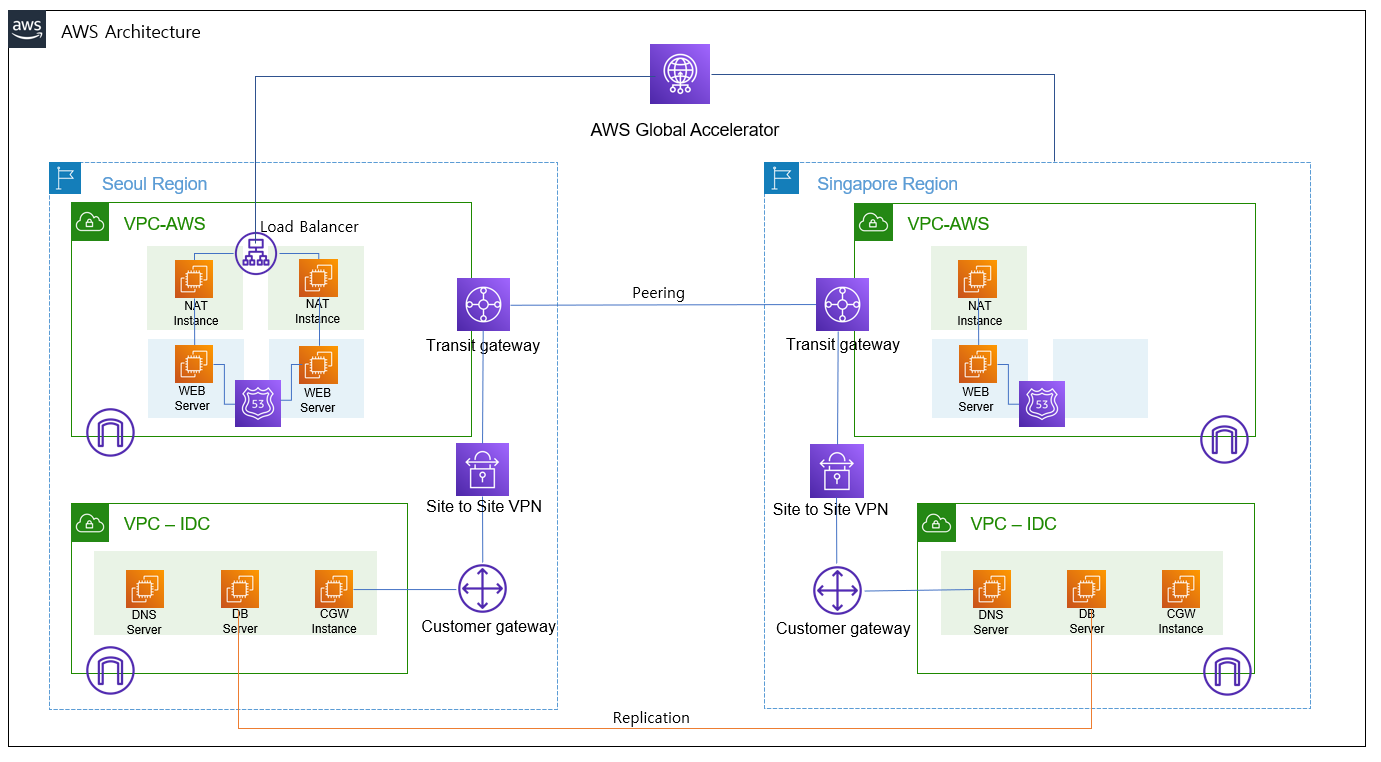 aws
AWS Architecture
AWS Global Accelerator
Seoul Region
VPC-AWS
Load Balancer
NAT
Instance
NAT
Instance
WEB
Server
WEB
Server
53
Transit gateway
Peering
Site to Site VPN
VPC – IDC
DNS
Server
DB
Server
CGW
Instance
Customer gateway
Singapore Region
VPC-AWS
NAT
Instance
Transit gateway
WEB
Server
53
Site to Site VPN
VPC – IDC
DNS
Server
DB
Server
CGW
Instance
Customer gateway
Replication